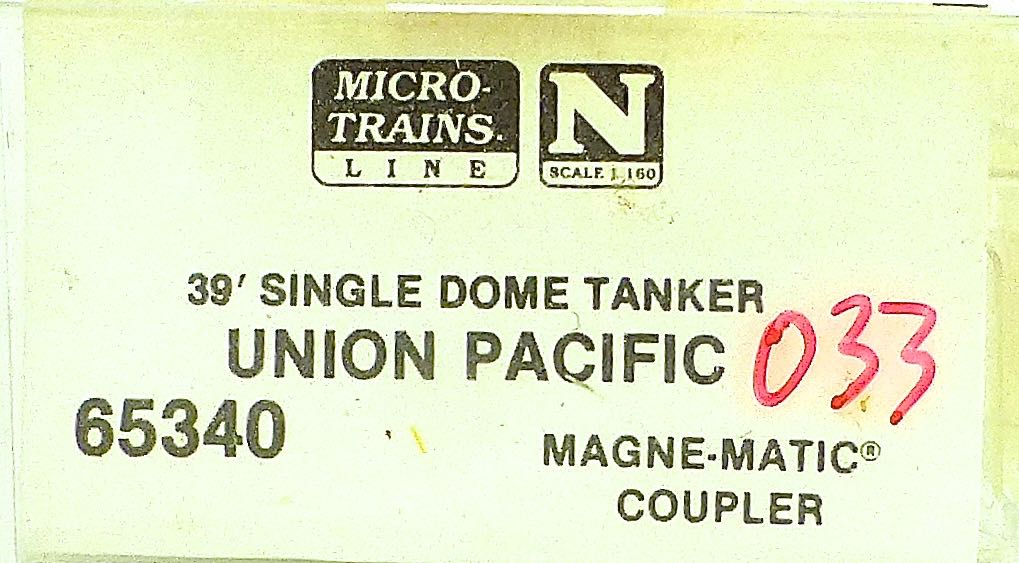 MICRO-
TRAINS
LINE
N
SCALE 1:160
39' SINGLE DOME TANKER
UNION PACIFIC 033
65340
MAGNE-MATIC®
COUPLER